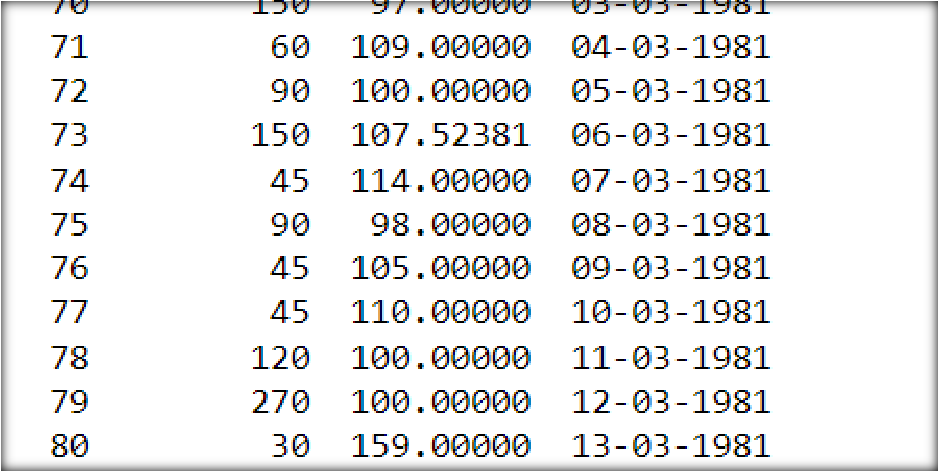 70 150 97.00000 03-03-1981
71 60 109.00000 04-03-1981
72 90 100.00000 05-03-1981
73 150 107.52381 06-03-1981
74 45 114.00000 07-03-1981
75 90 98.00000 08-03-1981
76 45 105.00000 09-03-1981
77 45 110.00000 10-03-1981
78 120 100.00000 11-03-1981
79 270 100.00000 12-03-1981
80 30 159.00000 13-03-1981